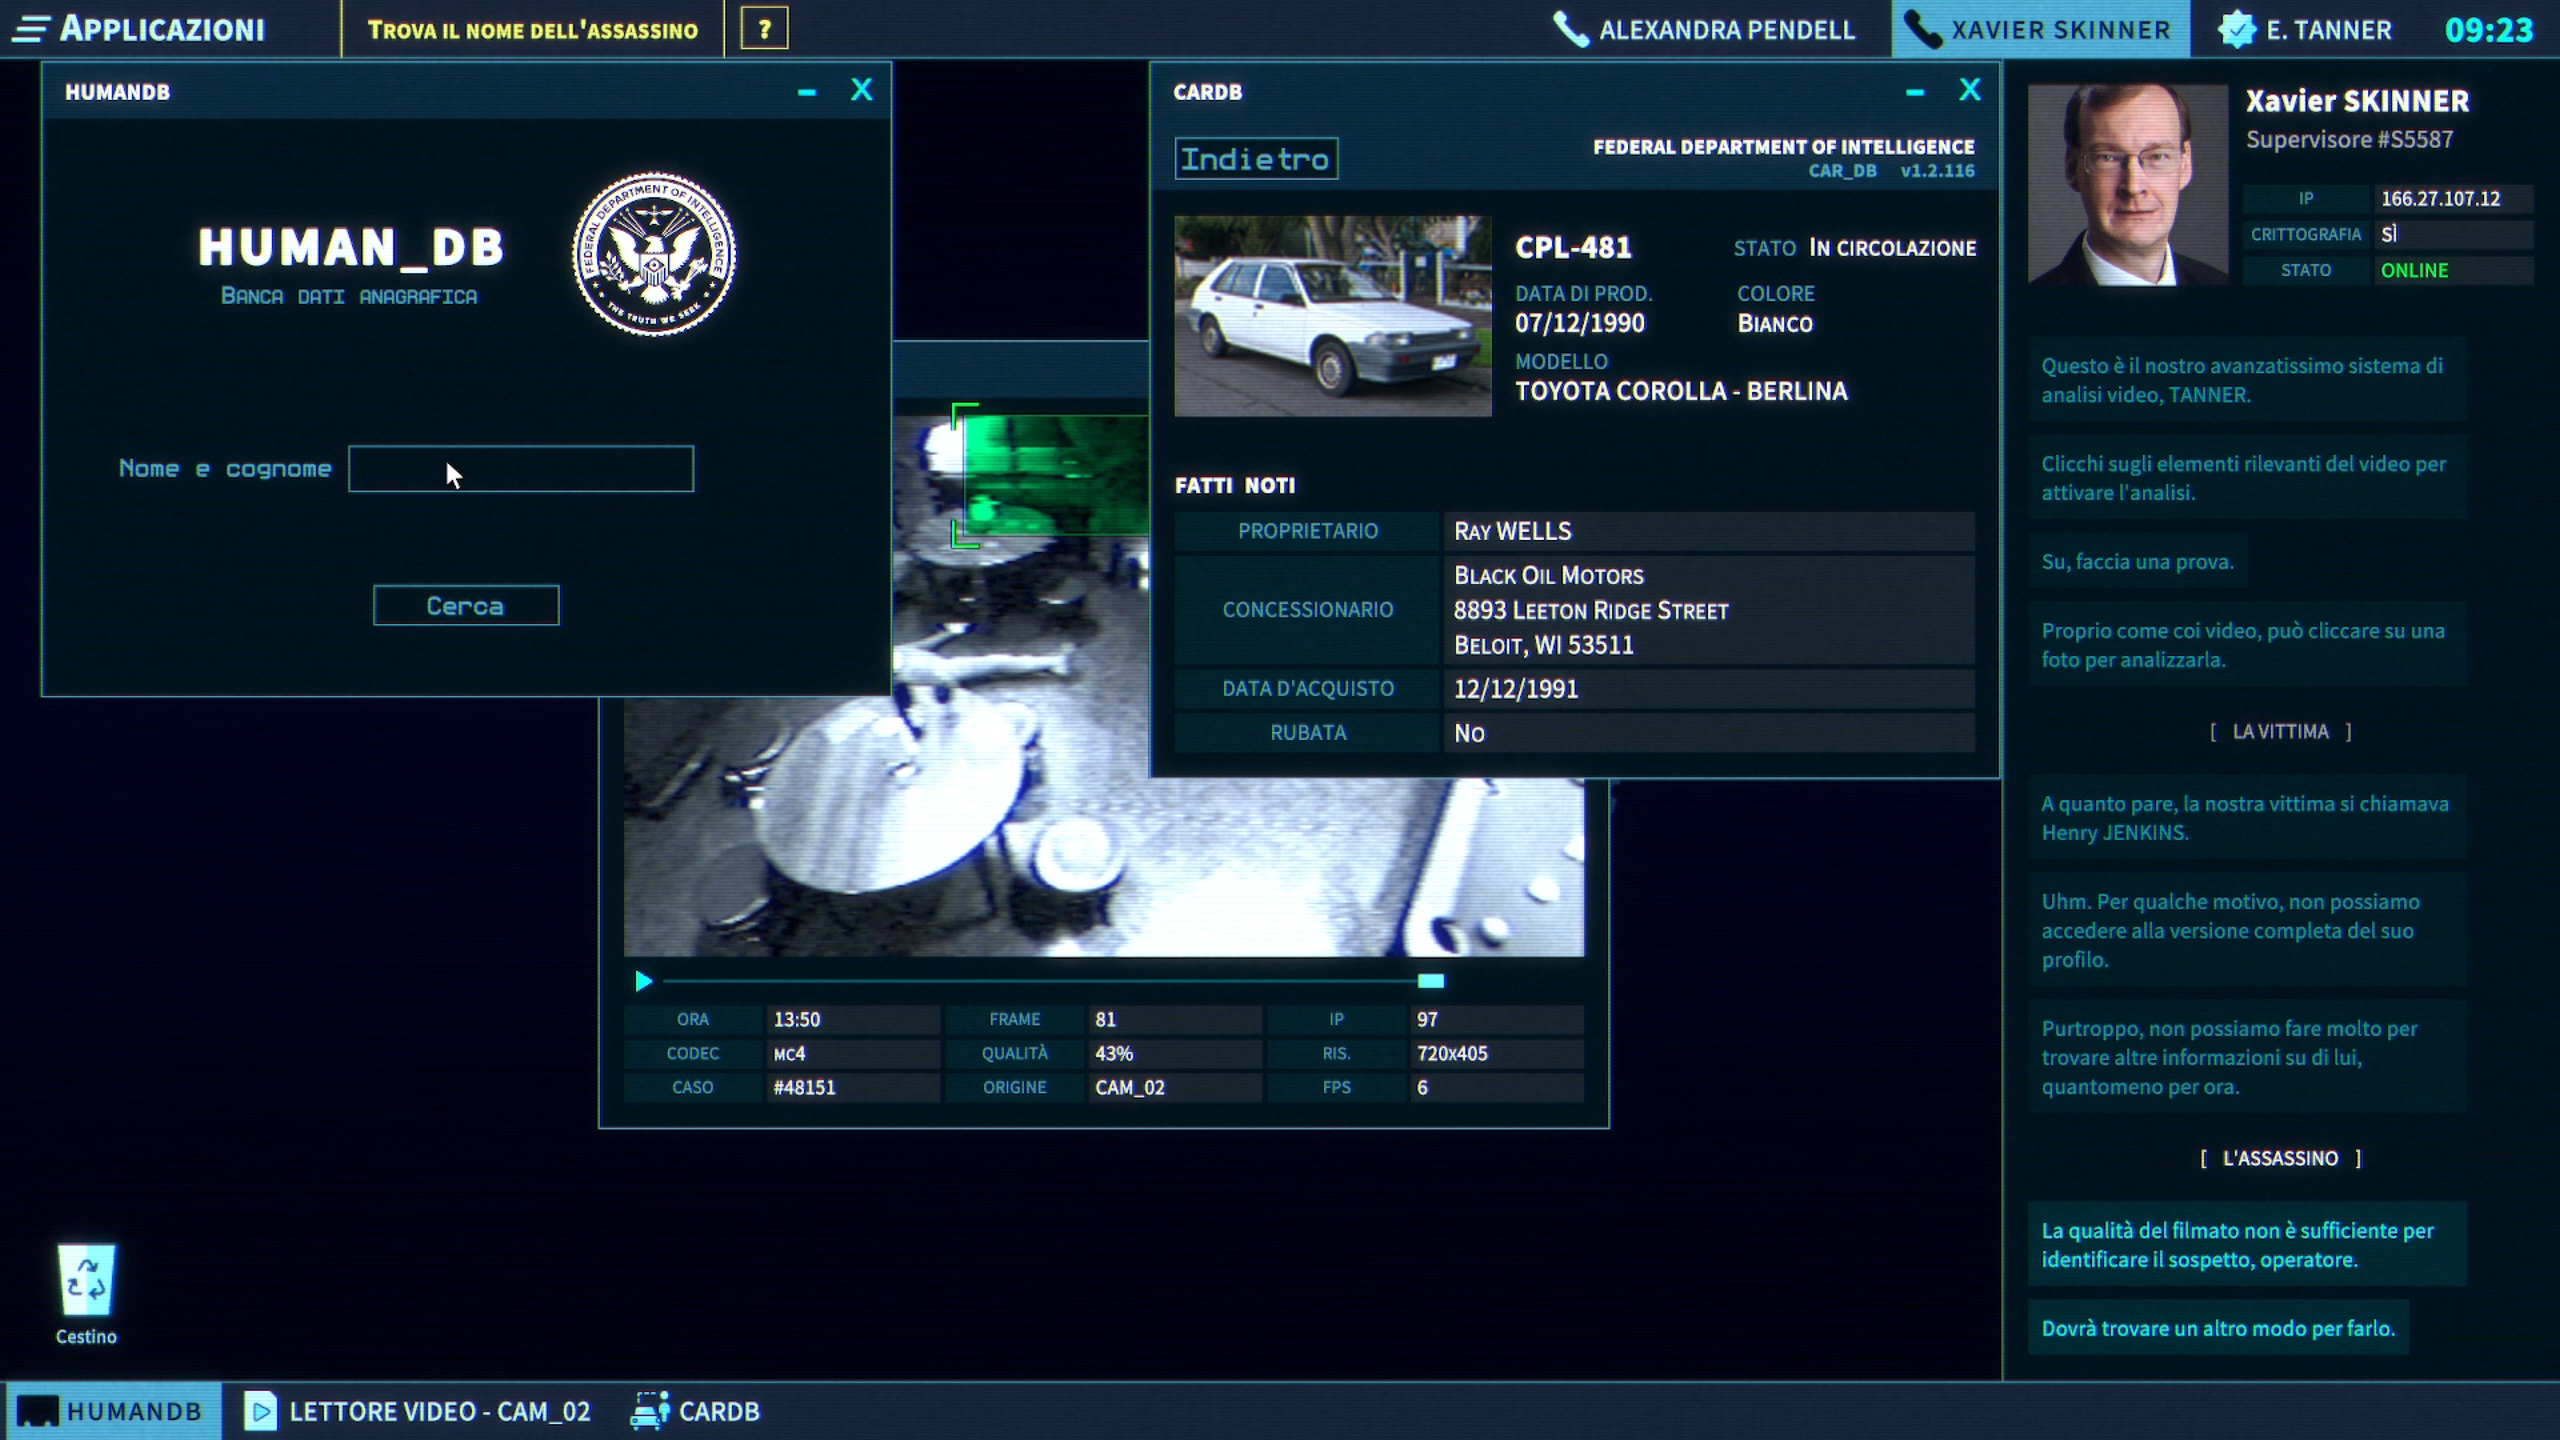 APPLICAZIONI
TROVA IL NOME DELL'ASSASSINO
?
ALEXANDRA PENDELL
XAVIER SKINNER
E. TANNER
09:23
HUMANDB
HUMAN_DB
BANCA DATI ANAGRAFICA
FEDERAL DEPARTMENT OF INTELLIGENCE
THE TRUTH WE SEEK
Nome e cognome
Cerca
CARDB
Indietro
FEDERAL DEPARTMENT OF INTELLIGENCE
CAR_DB v1.2.116
CPL-481
STATO IN CIRCOLAZIONE
DATA DI PROD. COLORE
07/12/1990 BIANCO
MODELLO
TOYOTA COROLLA - BERLINA
FATTI NOTI
PROPRIETARIO RAY WELLS
CONCESSIONARIO BLACK OIL MOTORS
8893 LEETON RIDGE STREET
BELOIT, WI 53511
DATA D'ACQUISTO 12/12/1991
RUBATA No
ORA 13:50 FRAME 81 IP 97
CODEC MC4 QUALITÀ 43% RIS. 720x405
CASO #48151 ORIGINE CAM_02 FPS 6
Xavier SKINNER
Supervisore #S5587
IP 166.27.107.12
CRITTOGRAFIA SÌ
STATO ONLINE
Questo è il nostro avanzatissimo sistema di
analisi video, TANNER.
Clicchi sugli elementi rilevanti del video per
attivare l'analisi.
Su, faccia una prova.
Proprio come coi video, può cliccare su una
foto per analizzarla.
[ LA VITTIMA ]
A quanto pare, la nostra vittima si chiamava
Henry JENKINS.
Uhm. Per qualche motivo, non possiamo
accedere alla versione completa del suo
profilo.
Purtroppo, non possiamo fare molto per
trovare altre informazioni su di lui,
quantomeno per ora.
[ L'ASSASSINO ]
La qualità del filmato non è sufficiente per
identificare il sospetto, operatore.
Dovrà trovare un altro modo per farlo.
Cestino
HUMANDB
LETTORE VIDEO - CAM_02
CARDB